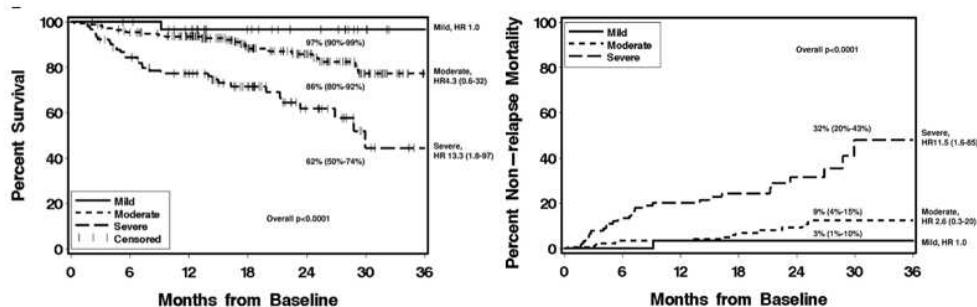 Percent Survival
100
80
60
40
20
0
0 6 12 18 24 30 36
Months from Baseline
Mild, HR 1.0
97% (90%-99%)
Moderate,
HR4.3 (0.6-32)
86% (80%-92%)
Severe,
HR 13.3 (1.8-97)
62% (50%-74%)
Mild
Moderate
Severe
Censored
Overall p<0.0001
Percent Non-relapse Mortality
100
80
60
40
20
0
0 6 12 18 24 30 36
Months from Baseline
Mild
Moderate
Severe
Overall p<0.0001
32% (20%-43%)
Severe,
HR11.5 (1.6-85)
9% (4%-15%)
Moderate,
HR 2.6 (0.3-20)
3% (1%-10%)
Mild, HR 1.0